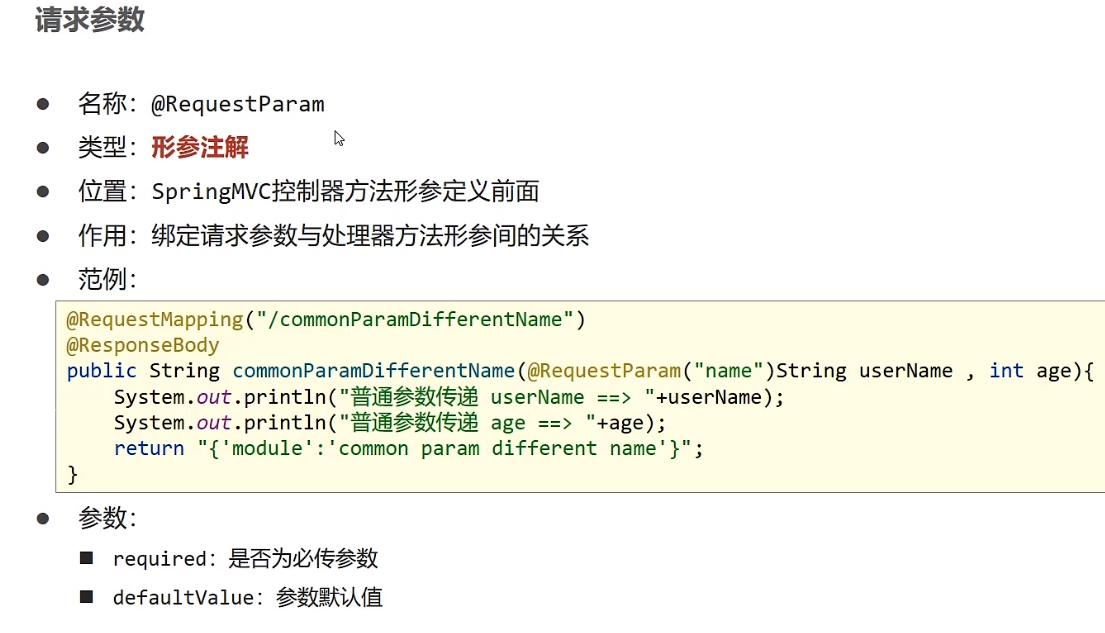 请求参数
● 名称：@RequestParam
● 类型：形参注解
● 位置：SpringMVC控制器方法形参定义前面
● 作用：绑定请求参数与处理器方法形参间的关系
● 范例：
@RequestMapping("/commonParamDifferentName")
@ResponseBody
public String commonParamDifferentName(@RequestParam("name")String userName , int age){
    System.out.println("普通参数传递 userName ==> "+userName);
    System.out.println("普通参数传递 age ==> "+age);
    return "{'module':'common param different name'}";
}
● 参数：
■ required：是否为必传参数
■ defaultValue：参数默认值